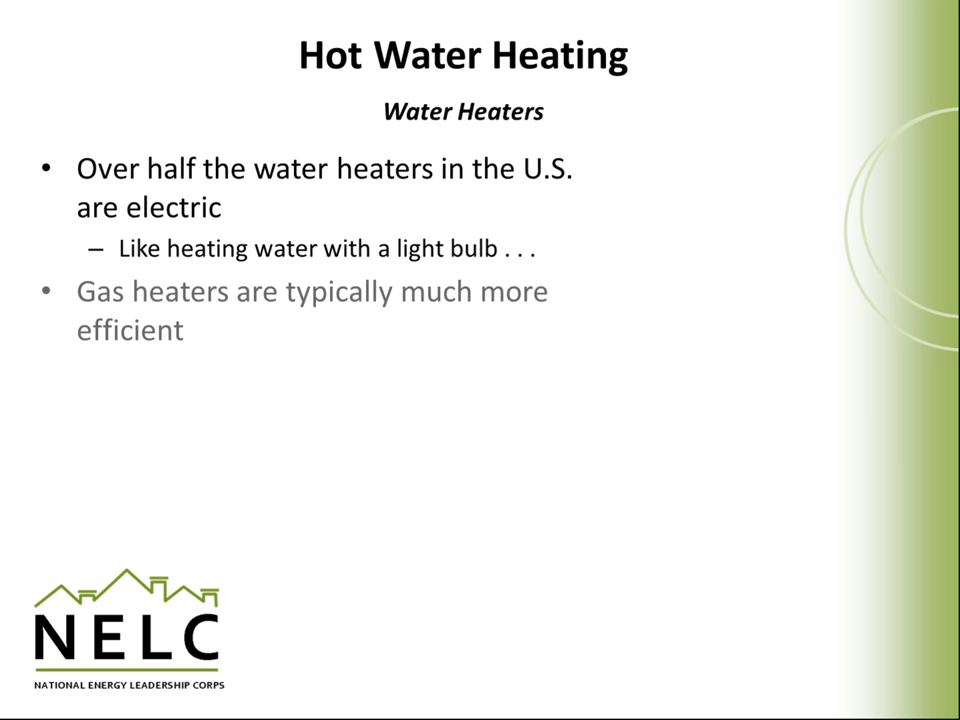 Hot Water Heating
Water Heaters
• Over half the water heaters in the U.S.
are electric
– Like heating water with a light bulb . . .
• Gas heaters are typically much more
efficient
NELC
NATIONAL ENERGY LEADERSHIP CORPS